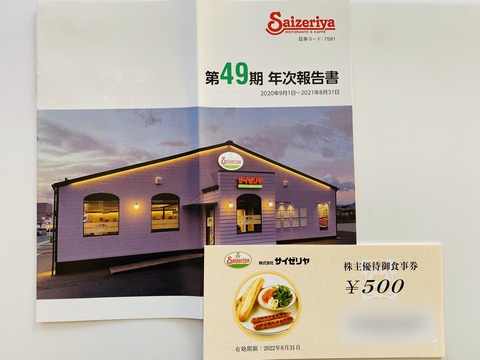 Saizeriya
RISTORANTE E CAFFÈ
証券コード：7581
第49期 年次報告書
2020年9月1日～2021年8月31日
Saizeriya
サイゼリヤ
Saizeriya
株式会社 サイゼリヤ
株主優待御食事券
￥500
有効期限：2022年8月31日